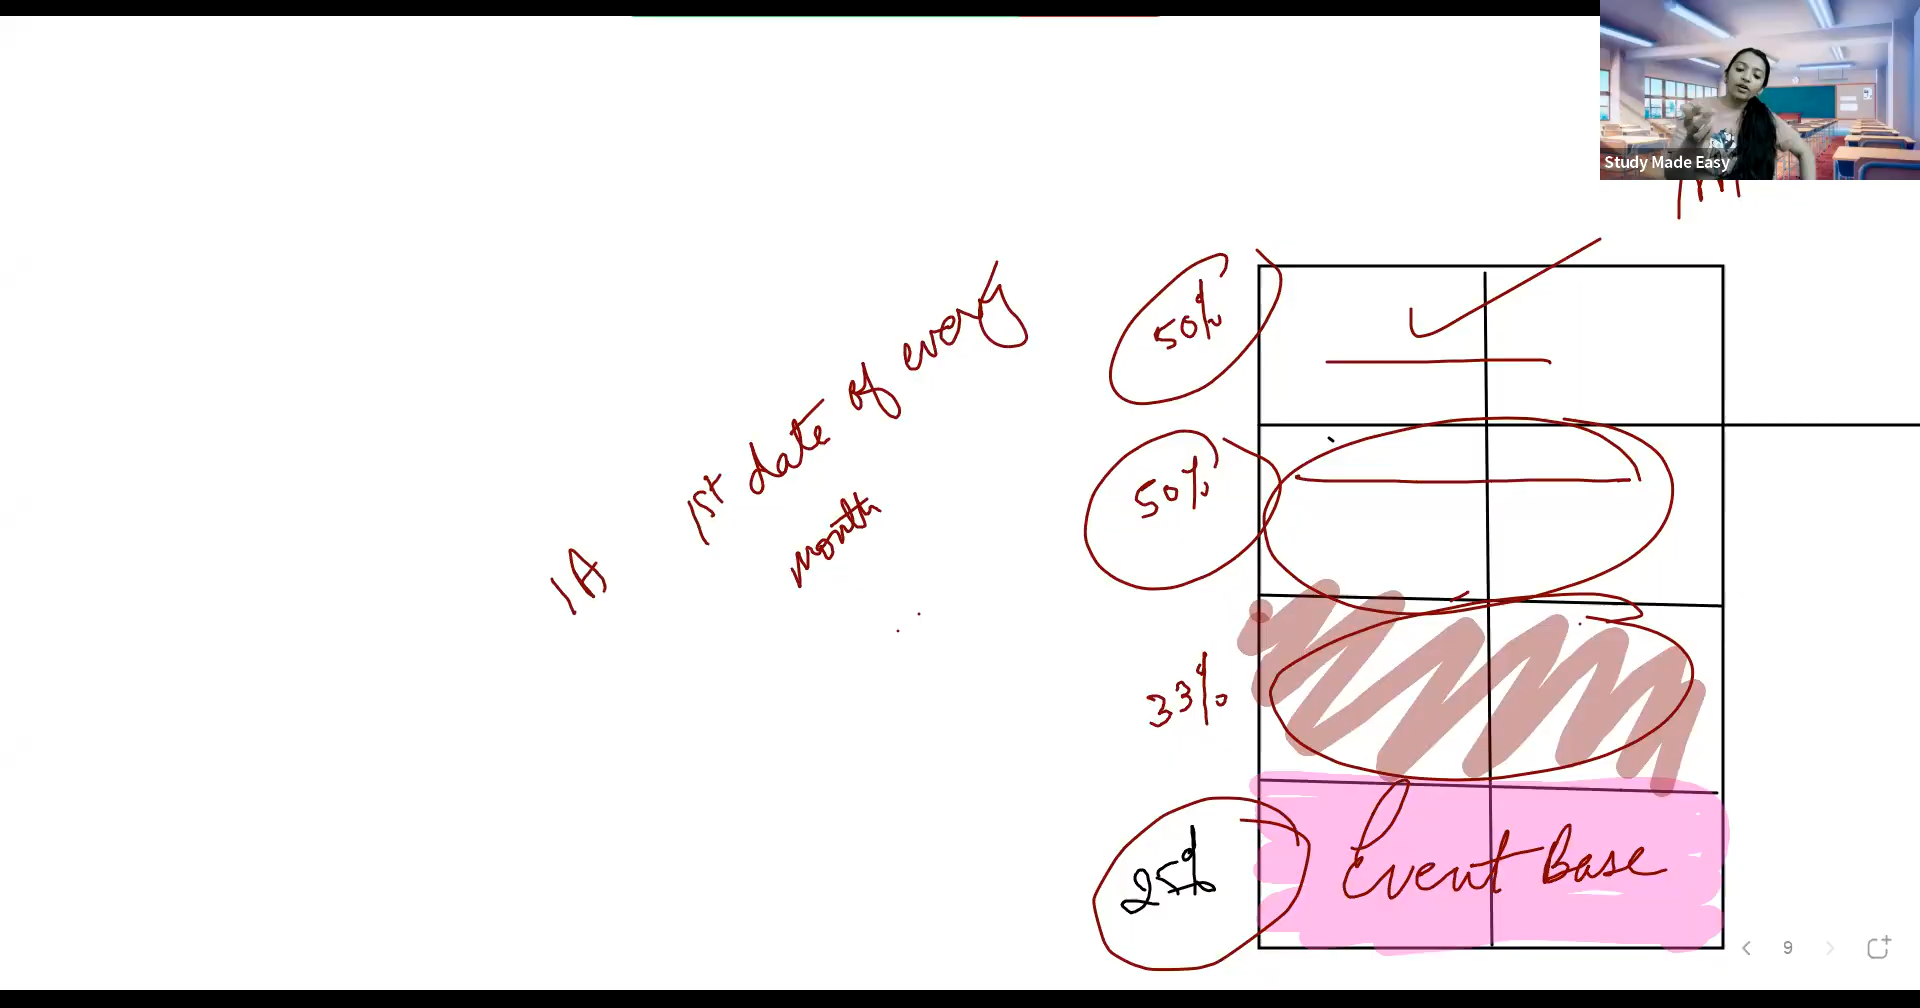 Study Made Easy
50%
1st date of every
month
1A
50%
33%
25%
Event Base
9